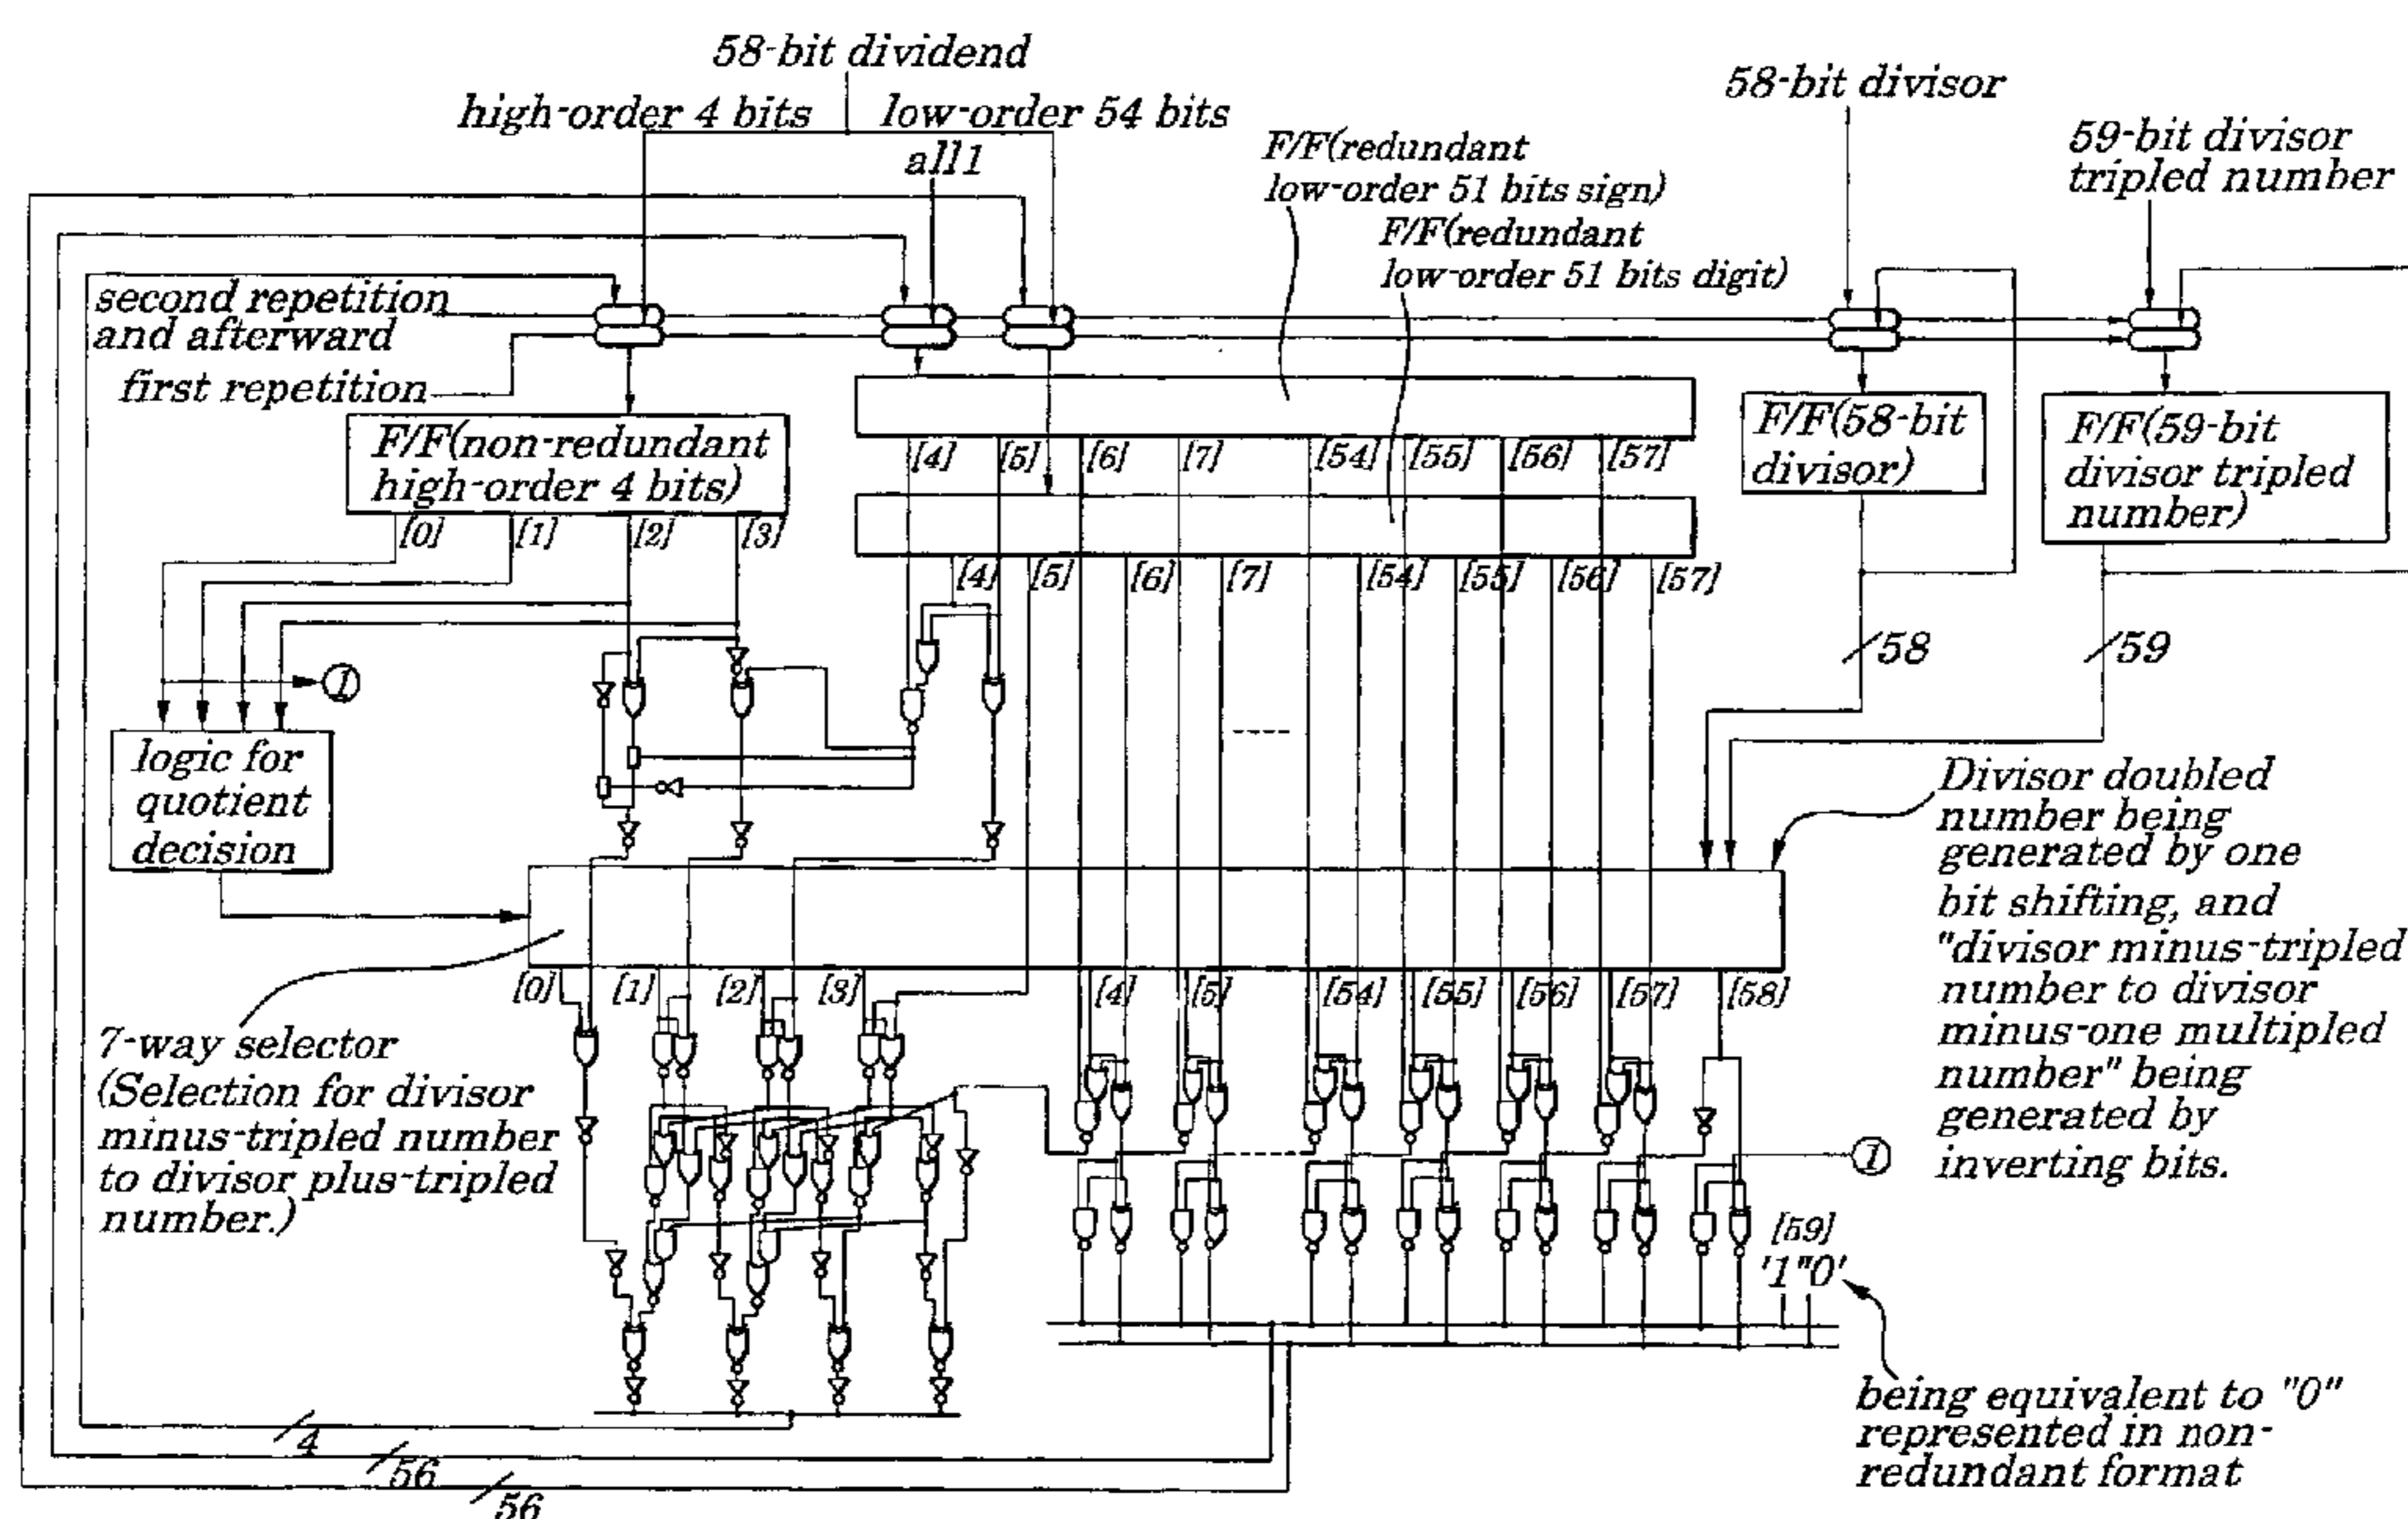 58-bit dividend
high-order 4 bits
low-order 54 bits
all1
58-bit divisor
59-bit divisor
tripled number
F/F(redundant
low-order 51 bits sign)
F/F(redundant
low-order 51 bits digit)
second repetition
and afterward
first repetition
F/F(non-redundant
high-order 4 bits)
F/F(58-bit
divisor)
F/F(59-bit
divisor tripled
number)
[4] [5] [6] [7] [54] [55] [56] [57]
[0] [1] [2] [3]
[4] [5] [6] [7] [54] [55] [56] [57]
58
59
1
logic for
quotient
decision
Divisor doubled
number being
generated by one
bit shifting, and
"divisor minus-tripled
number to divisor
minus-one multipled
number" being
generated by
inverting bits.
[0] [1] [2] [3] [4] [5] [54] [55] [56] [57] [58]
7-way selector
(Selection for divisor
minus-tripled number
to divisor plus-tripled
number.)
1
[59]
'1"0'
being equivalent to "0"
represented in non-
redundant format
4
56
56